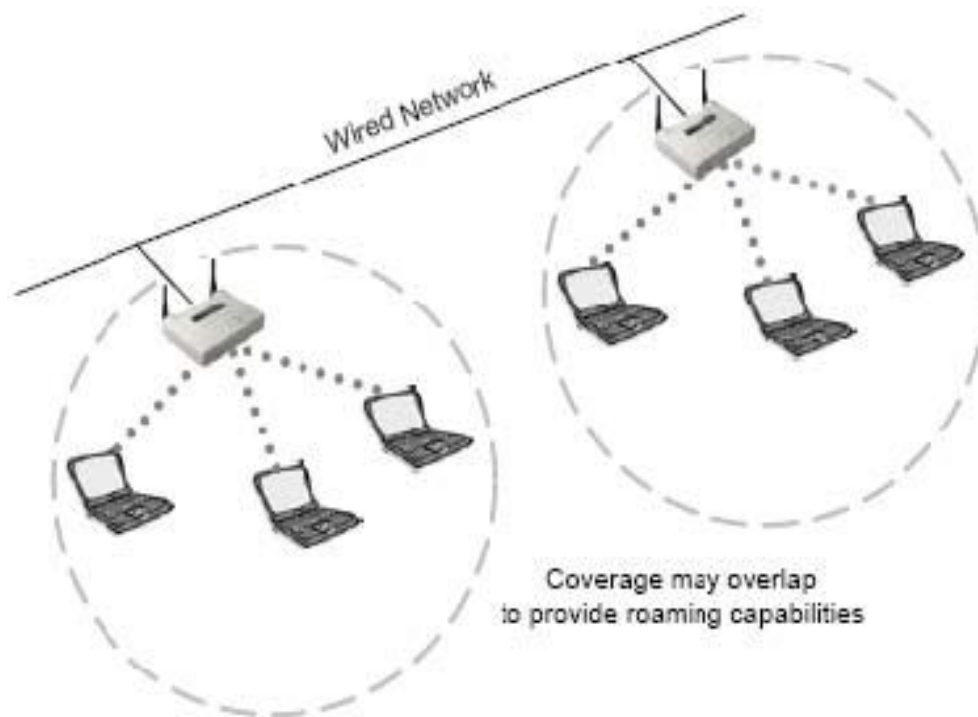 Wired Network
Coverage may overlap
to provide roaming capabilities